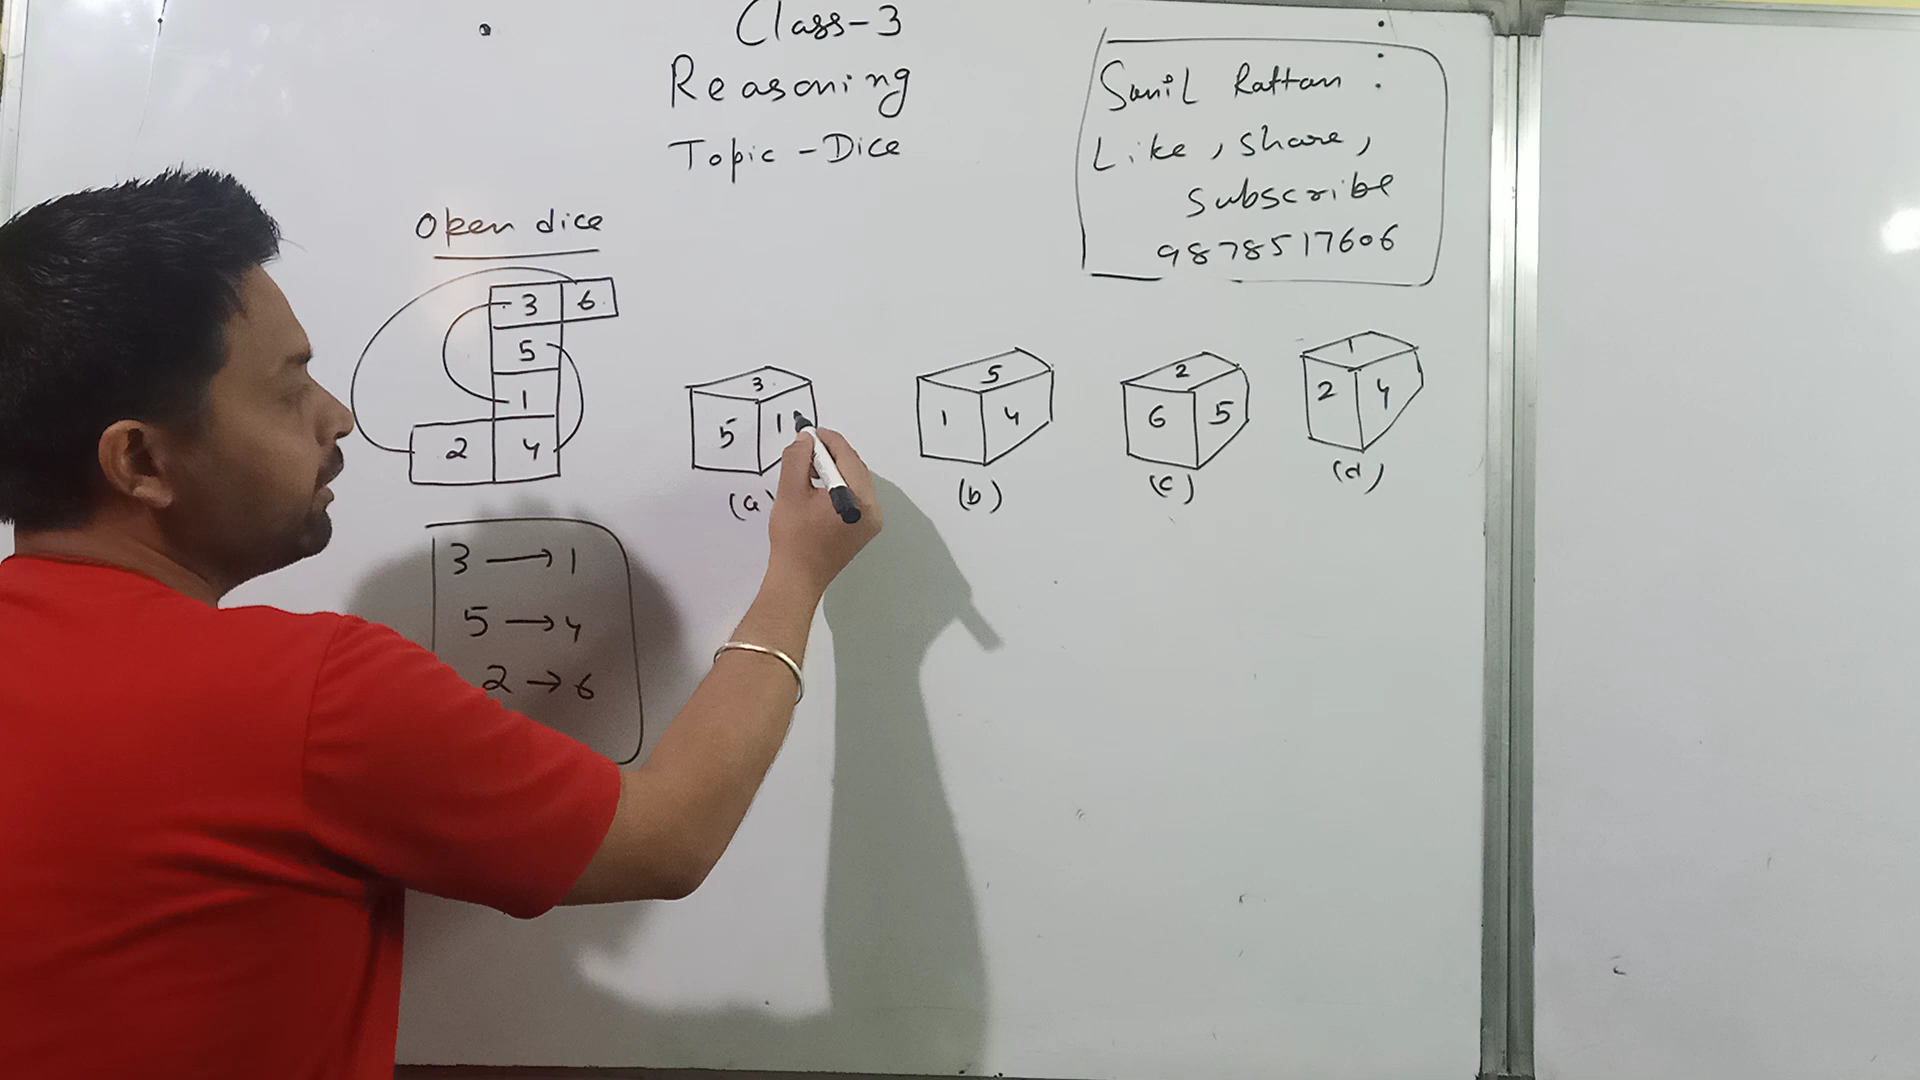 Class-3
Reasoning
Topic-Dice
Sunil Rattan :
Like, share,
subscribe
9878517606
Open dice
3 6
5
1
2 4
3
5 1
(a)
5
1 4
(b)
2
6 5
(c)
1
2 4
(d)
3 → 1
5 → 4
2 → 6